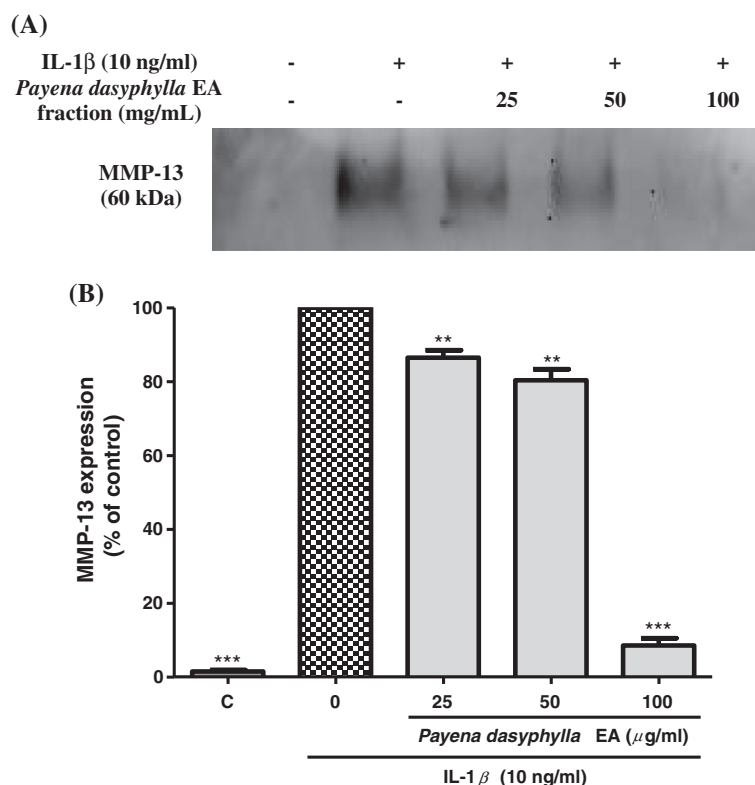 (A)
IL-1β (10 ng/ml) - + + + +
Payena dasyphylla EA
fraction (mg/mL) - - 25 50 100
MMP-13
(60 kDa)
(B)
MMP-13 expression
(% of control)
100
80
60
40
20
0
***
**
**
***
C 0 25 50 100
Payena dasyphylla EA (μg/ml)
IL-1β (10 ng/ml)